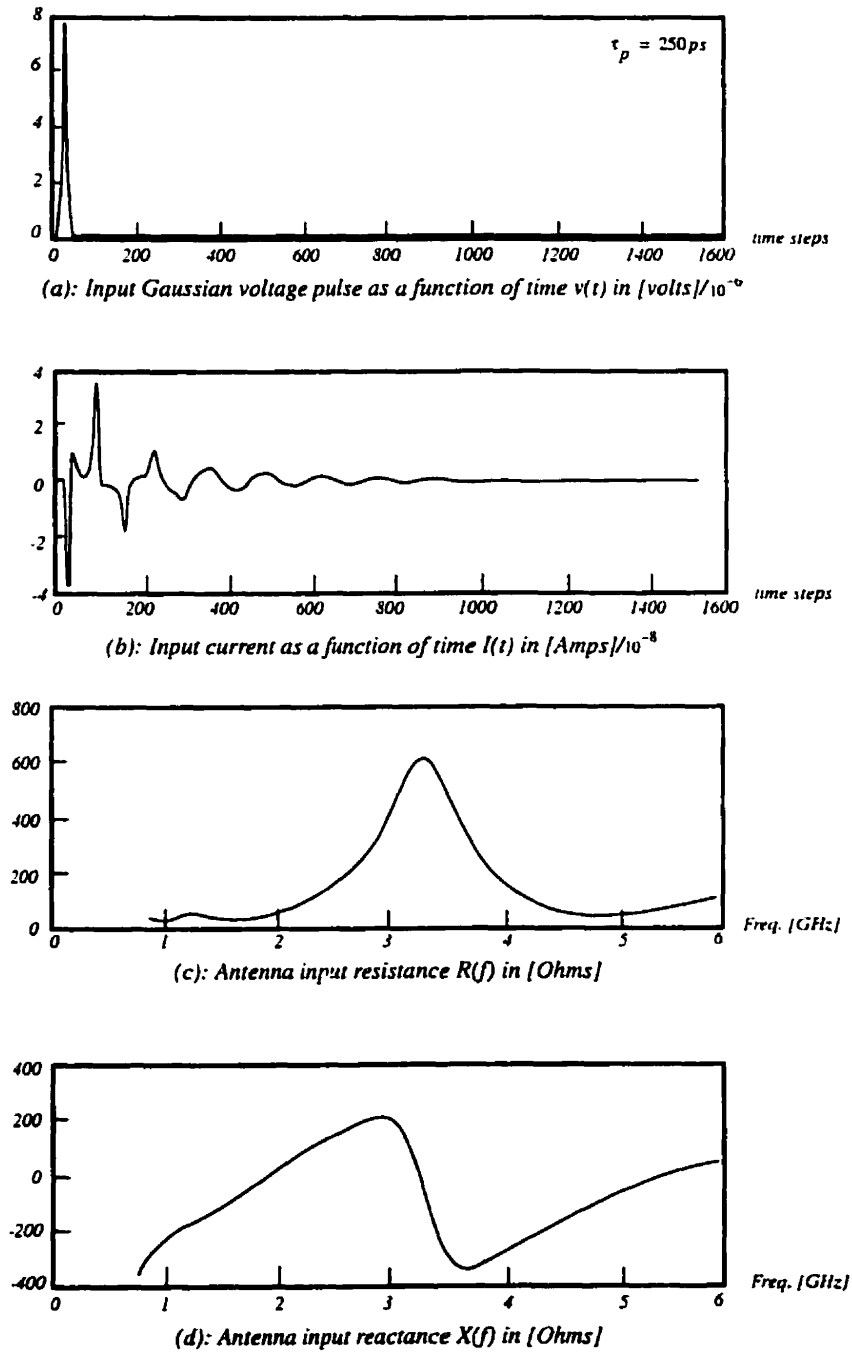 8
6
4
2
0
τp = 250ps
0 200 400 600 800 1000 1200 1400 1600
time steps
(a): Input Gaussian voltage pulse as a function of time v(t) in [volts]/10⁻⁶
4
2
0
-2
-4
0 200 400 600 800 1000 1200 1400 1600
time steps
(b): Input current as a function of time I(t) in [Amps]/10⁻⁸
800
600
400
200
0
0 1 2 3 4 5 6
Freq. [GHz]
(c): Antenna input resistance R(f) in [Ohms]
400
200
0
-200
-400
0 1 2 3 4 5 6
Freq. [GHz]
(d): Antenna input reactance X(f) in [Ohms]